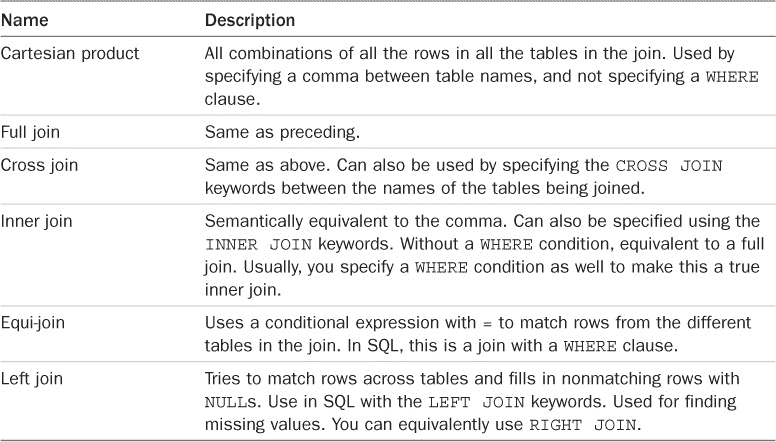 Name Description
Cartesian product All combinations of all the rows in all the tables in the join. Used by
specifying a comma between table names, and not specifying a WHERE
clause.
Full join Same as preceding.
Cross join Same as above. Can also be used by specifying the CROSS JOIN
keywords between the names of the tables being joined.
Inner join Semantically equivalent to the comma. Can also be specified using the
INNER JOIN keywords. Without a WHERE condition, equivalent to a full
join. Usually, you specify a WHERE condition as well to make this a true
inner join.
Equi-join Uses a conditional expression with = to match rows from the different
tables in the join. In SQL, this is a join with a WHERE clause.
Left join Tries to match rows across tables and fills in nonmatching rows with
NULLs. Use in SQL with the LEFT JOIN keywords. Used for finding
missing values. You can equivalently use RIGHT JOIN.